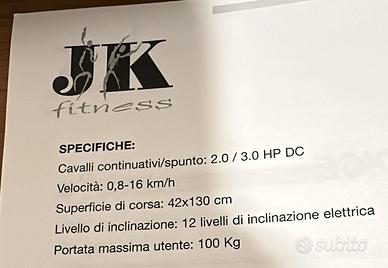 JK
fitness
SPECIFICHE:
Cavalli continuativi/spunto: 2.0 / 3.0 HP DC
Velocità: 0,8-16 km/h
Superficie di corsa: 42x130 cm
Livello di inclinazione: 12 livelli di inclinazione elettrica
Portata massima utente: 100 Kg
subito